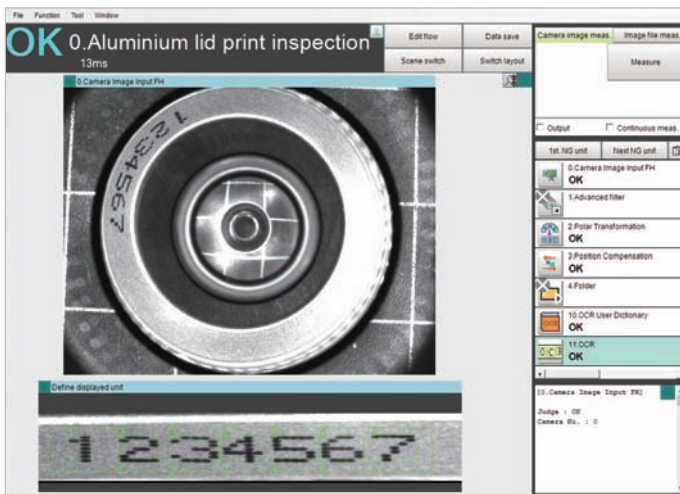 File Function Tool Window
OK 0.Aluminium lid print inspection
13ms
Edit flow Data save
Scene switch Switch layout
Camera image meas. Image file meas.
Measure
Output Continuous meas.
1st. NG unit Next NG unit
0.Camera Image Input FH
1234567
0.Camera Image Input FH
OK
1.Advanced filter
2.Polar Transformation
OK
3.Position Compensation
OK
4.Folder
10.OCR User Dictionary
OK
OCR
11.OCR
OK
Define displayed unit
1234567
[0.Camera Image Input FH]
Judge : OK
Camera No. : 0